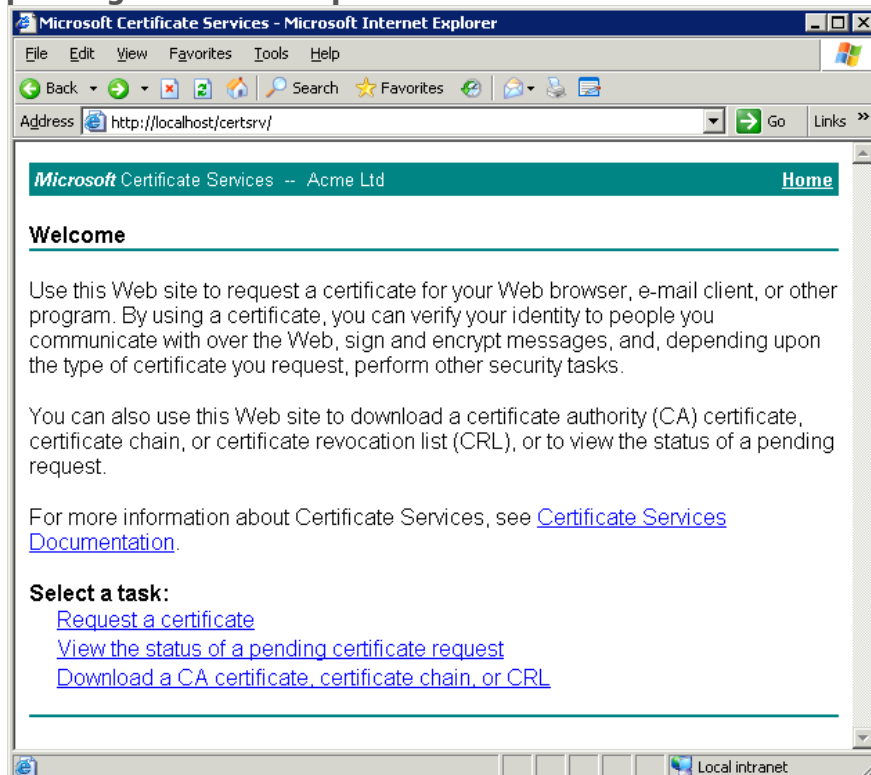 Microsoft Certificate Services - Microsoft Internet Explorer
File Edit View Favorites Tools Help
Back Search Favorites
Address http://localhost/certsrv/ Go Links »
Microsoft Certificate Services -- Acme Ltd Home
Welcome
Use this Web site to request a certificate for your Web browser, e-mail client, or other
program. By using a certificate, you can verify your identity to people you
communicate with over the Web, sign and encrypt messages, and, depending upon
the type of certificate you request, perform other security tasks.
You can also use this Web site to download a certificate authority (CA) certificate,
certificate chain, or certificate revocation list (CRL), or to view the status of a pending
request.
For more information about Certificate Services, see Certificate Services
Documentation.
Select a task:
Request a certificate
View the status of a pending certificate request
Download a CA certificate, certificate chain, or CRL
Local intranet